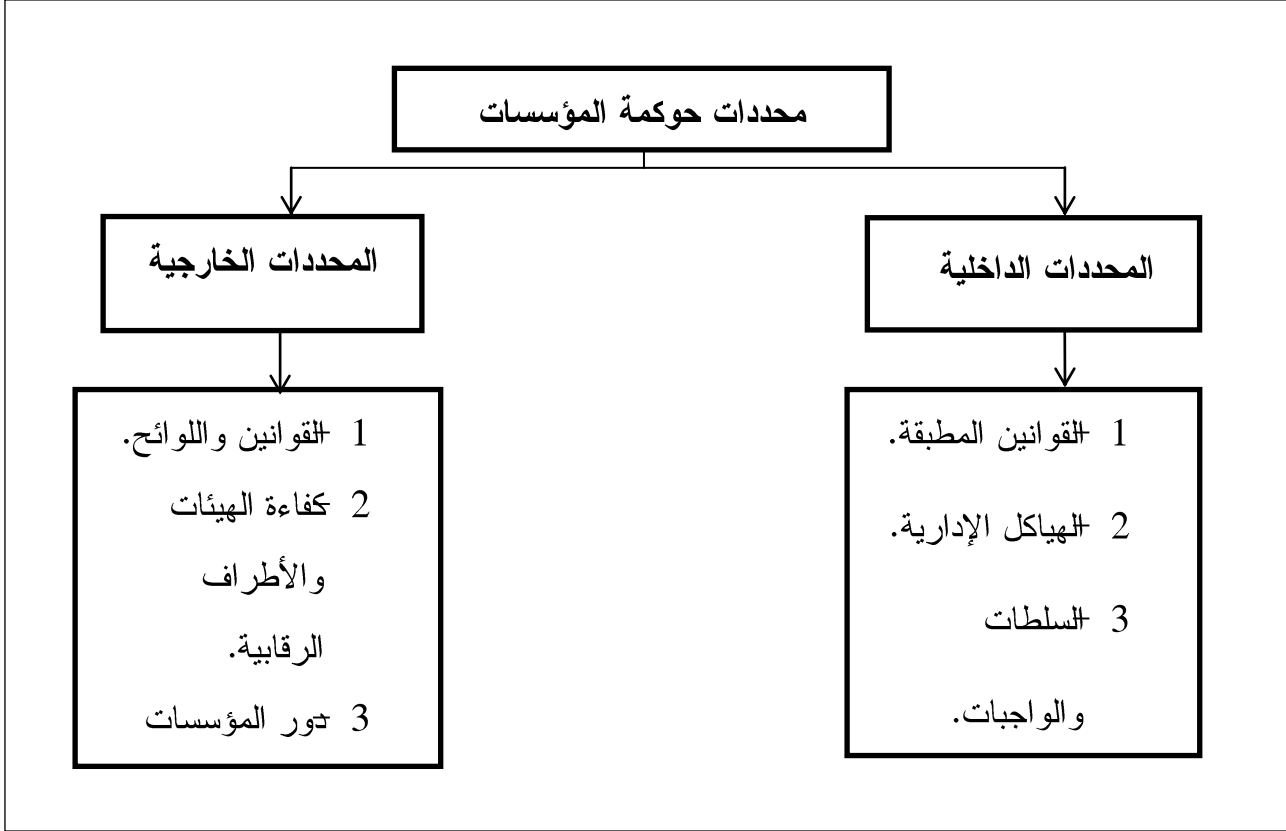 محددات حوكمة المؤسسات
المحددات الداخلية
1 -القوانين المطبقة.
2 -الهياكل الإدارية.
3 -السلطات
والواجبات.
المحددات الخارجية
1 -القوانين واللوائح.
2 -كفاءة الهيئات
والأطراف
الرقابية.
3 -دور المؤسسات